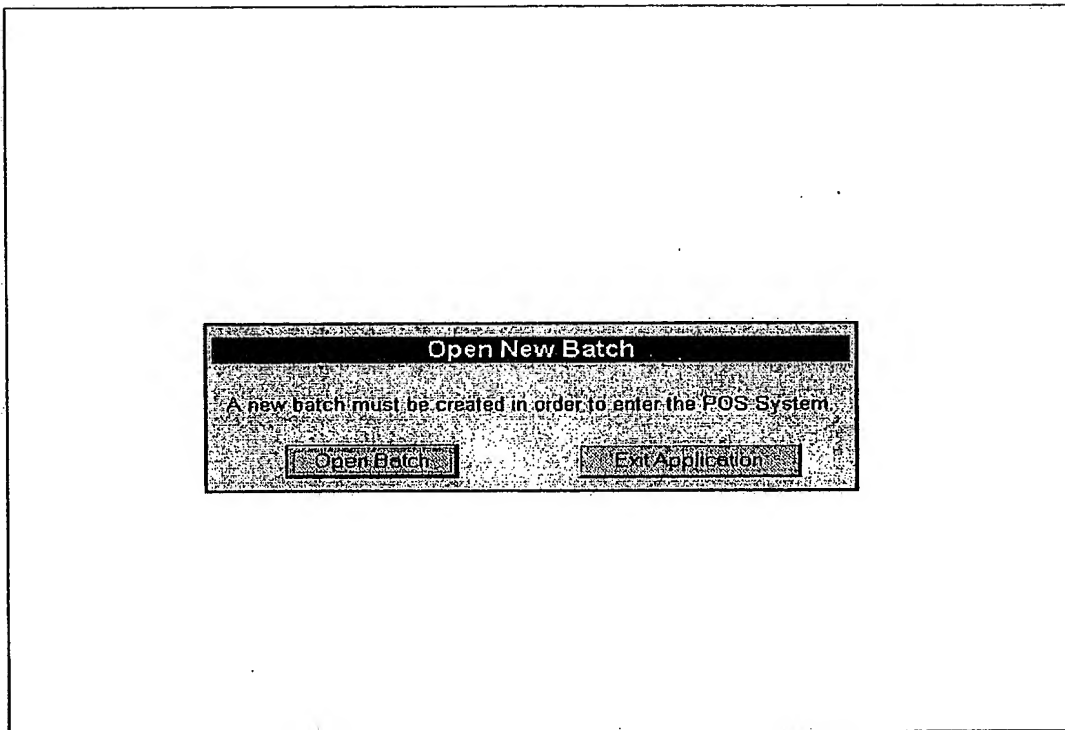 Open New Batch
A new batch must be created in order to enter the POS System.
Open Batch
Exit Application